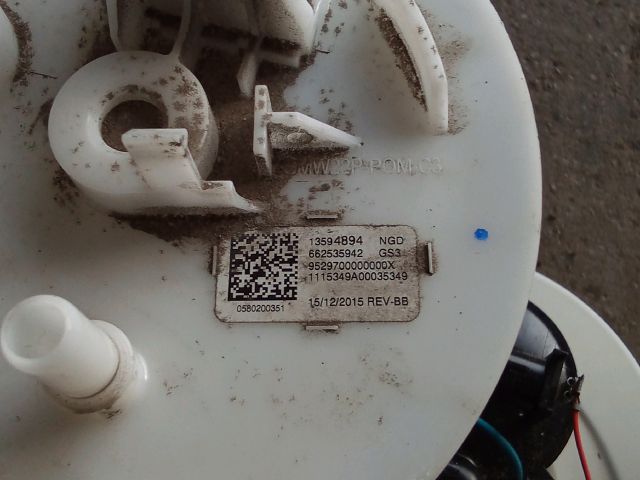 13594894 NGD
662535942 GS3
9529700000000X
1115349A00035349
15/12/2015 REV-BB
0580200351